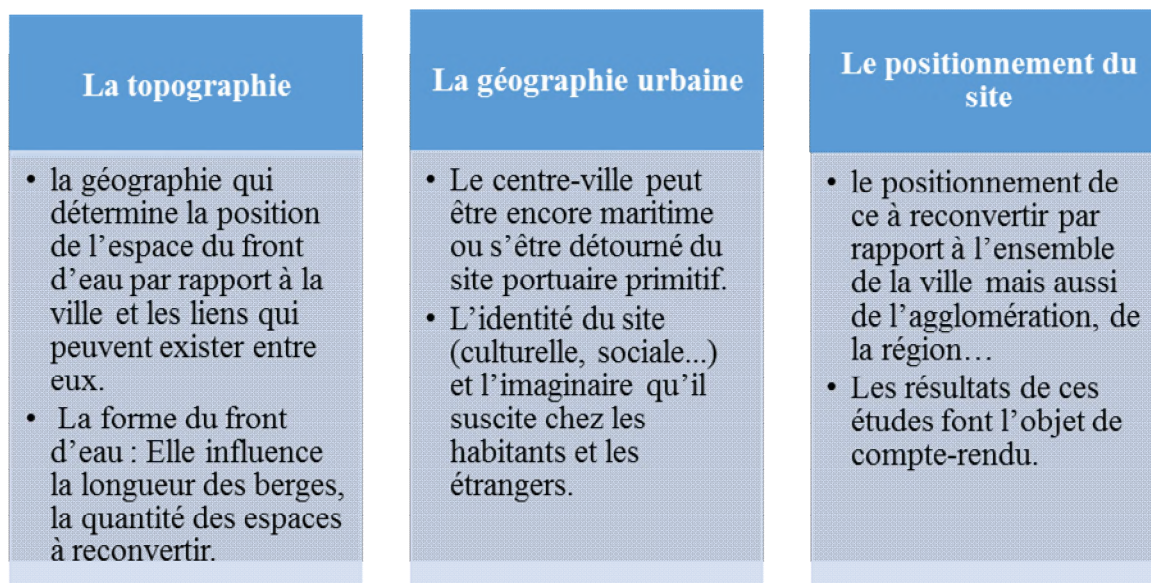 La topographie
• la géographie qui
détermine la position
de l’espace du front
d’eau par rapport à la
ville et les liens qui
peuvent exister entre
eux.
• La forme du front
d’eau : Elle influence
la longueur des berges,
la quantité des espaces
à reconvertir.
La géographie urbaine
• Le centre-ville peut
être encore maritime
ou s’être détourné du
site portuaire primitif.
• L’identité du site
(culturelle, sociale...)
et l’imaginaire qu’il
suscite chez les
habitants et les
étrangers.
Le positionnement du
site
• le positionnement de
ce à reconvertir par
rapport à l’ensemble
de la ville mais aussi
de l’agglomération, de
la région…
• Les résultats de ces
études font l’objet de
compte-rendu.